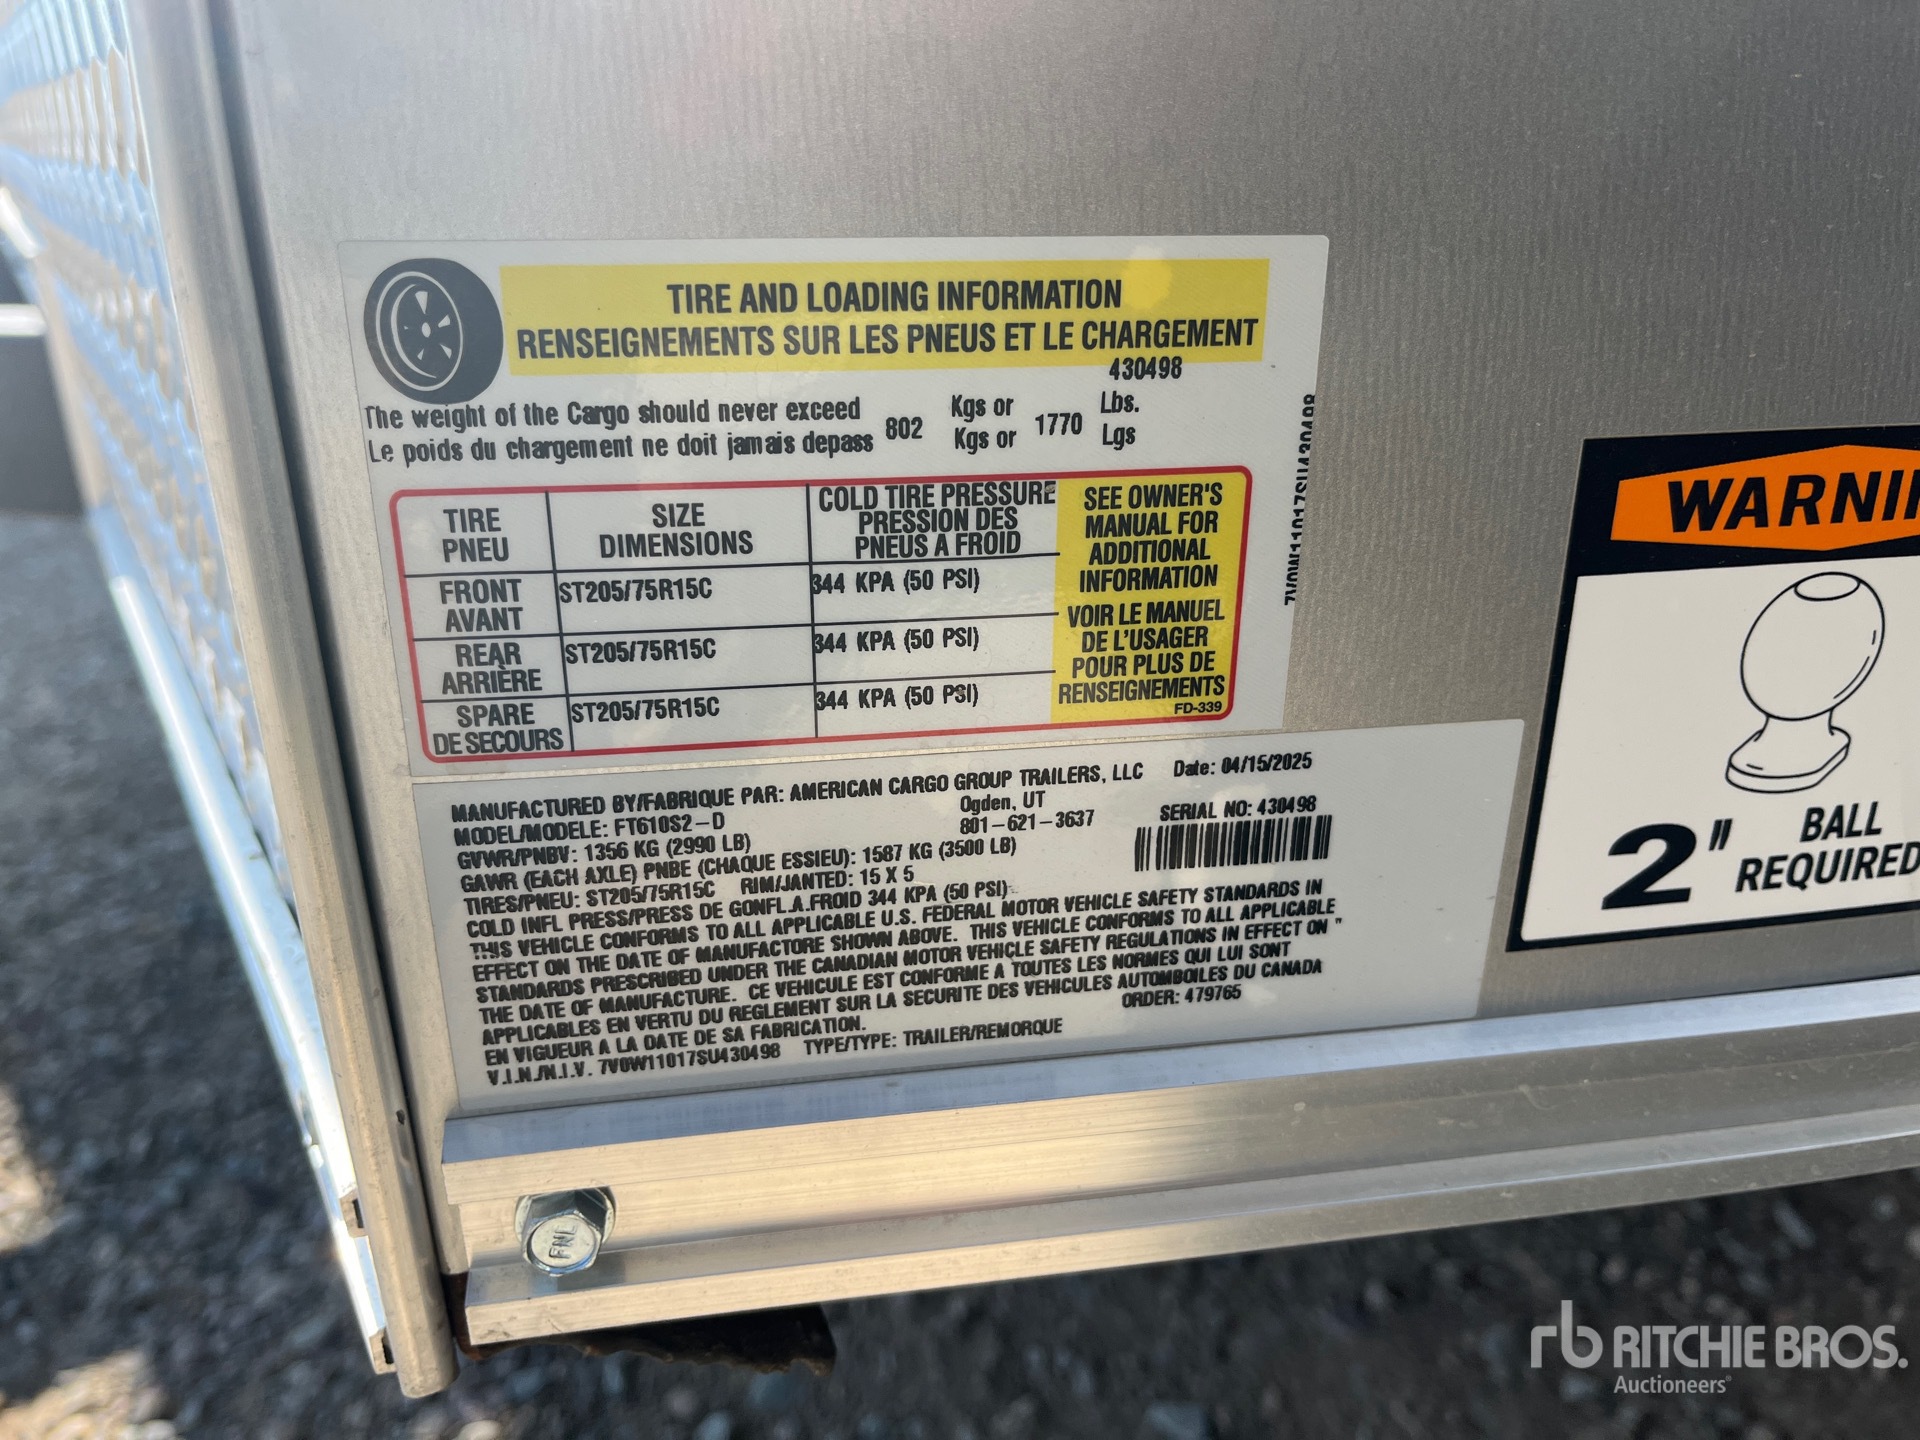 TIRE AND LOADING INFORMATION
RENSEIGNEMENTS SUR LES PNEUS ET LE CHARGEMENT
430498
The weight of the Cargo should never exceed 802 Kgs or 1770 Lbs.
Le poids du chargement ne doit jamais depass Kgs or Lgs
TIRE
PNEU
SIZE
DIMENSIONS
COLD TIRE PRESSURE
PRESSION DES
PNEUS A FROID
FRONT
AVANT
ST205/75R15C
344 KPA (50 PSI)
REAR
ARRIÈRE
ST205/75R15C
344 KPA (50 PSI)
SPARE
DE SECOURS
ST205/75R15C
344 KPA (50 PSI)
SEE OWNER'S
MANUAL FOR
ADDITIONAL
INFORMATION
VOIR LE MANUEL
DE L'USAGER
POUR PLUS DE
RENSEIGNEMENTS
FD-339
7V0W11017SU430498
MANUFACTURED BY/FABRIQUE PAR: AMERICAN CARGO GROUP TRAILERS, LLC Date: 04/15/2025
Ogden, UT
MODEL/MODELE: FT610S2-D 801-621-3637 SERIAL NO: 430498
GVWR/PNBV: 1356 KG (2990 LB)
GAWR (EACH AXLE) PNBE (CHAQUE ESSIEU): 1587 KG (3500 LB)
TIRES/PNEU: ST205/75R15C RIM/JANTED: 15 X 5
COLD INFL PRESS/PRESS DE GONFL.A.FROID 344 KPA (50 PSI)
THIS VEHICLE CONFORMS TO ALL APPLICABLE U.S. FEDERAL MOTOR VEHICLE SAFETY STANDARDS IN
EFFECT ON THE DATE OF MANUFACTORE SHOWN ABOVE. THIS VEHICLE CONFORMS TO ALL APPLICABLE
STANDARDS PRESCRIBED UNDER THE CANADIAN MOTOR VEHICLE SAFETY REGULATIONS IN EFFECT ON "
THE DATE OF MANUFACTURE. CE VEHICULE EST CONFORME A TOUTES LES NORMES QUI LUI SONT
APPLICABLES EN VERTU DU REGLEMENT SUR LA SECURITE DES VEHICULES AUTOMBOILES DU CANADA
EN VIGUEUR A LA DATE DE SA FABRICATION. ORDER: 479765
V.I.N./N.I.V. 7V0W11017SU430498 TYPE/TYPE: TRAILER/REMORQUE
2" BALL
REQUIRED
FNL
rb RITCHIE BROS.
Auctioneers